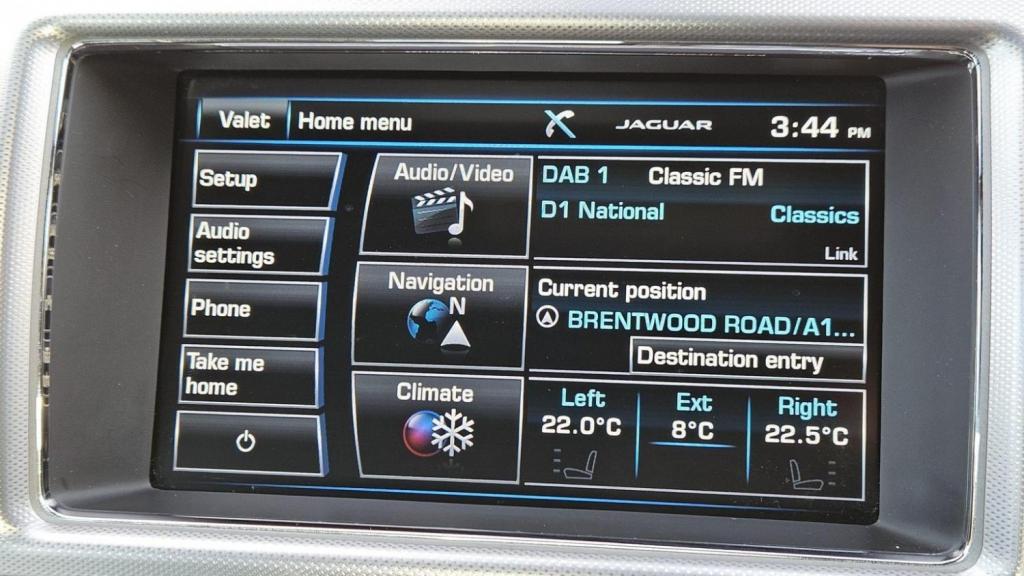 Valet
Home menu
JAGUAR
3:44 PM
Setup
Audio
settings
Phone
Take me
home
Audio/Video
Navigation
N
Climate
DAB 1 Classic FM
D1 National Classics
Link
Current position
BRENTWOOD ROAD/A1...
Destination entry
Left Ext Right
22.0°C 8°C 22.5°C